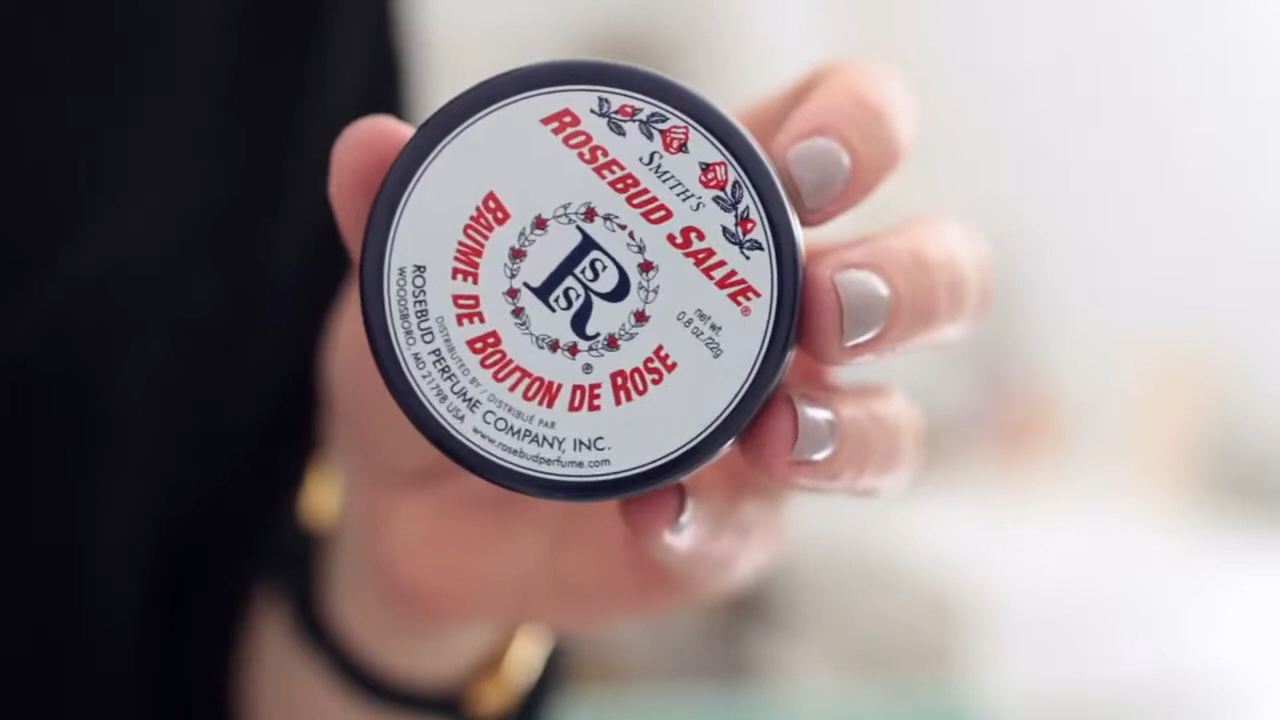 SMITH'S
ROSEBUD SALVE®
RSS
®
net wt.
0.8 oz./22g
BAUME DE BOUTON DE ROSE
DISTRIBUTED BY / DISTRIBUÉ PAR
ROSEBUD PERFUME COMPANY, INC.
WOODSBORO, MD 21798 USA www.rosebudperfume.com